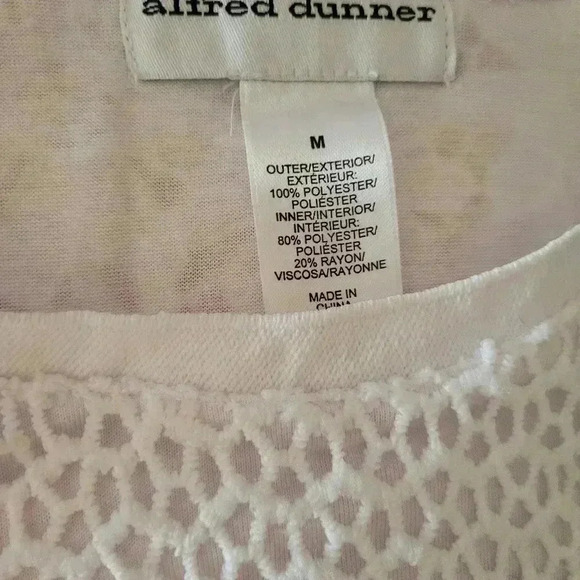 alfred dunner
M
OUTER/EXTERIOR/
EXTÉRIEUR:
100% POLYESTER/
POLIÉSTER
INNER/INTERIOR/
INTÉRIEUR:
80% POLYESTER/
POLIÉSTER
20% RAYON/
VISCOSA/RAYONNE
MADE IN
CHINA